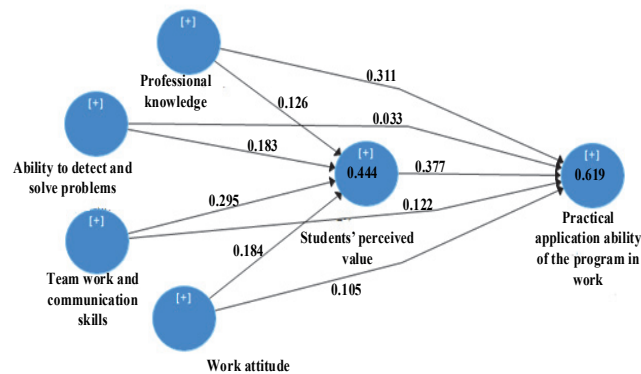 [+]
Professional
knowledge
0.311
0.126
[+]
0.033
0.183
Ability to detect and
solve problems
[+]
0.444
0.377
[+]
0.619
[+]
0.295
0.122
Students' perceived
value
0.184
Team work and
communication
skills
Practical
application ability
of the program in
work
0.105
[+]
Work attitude